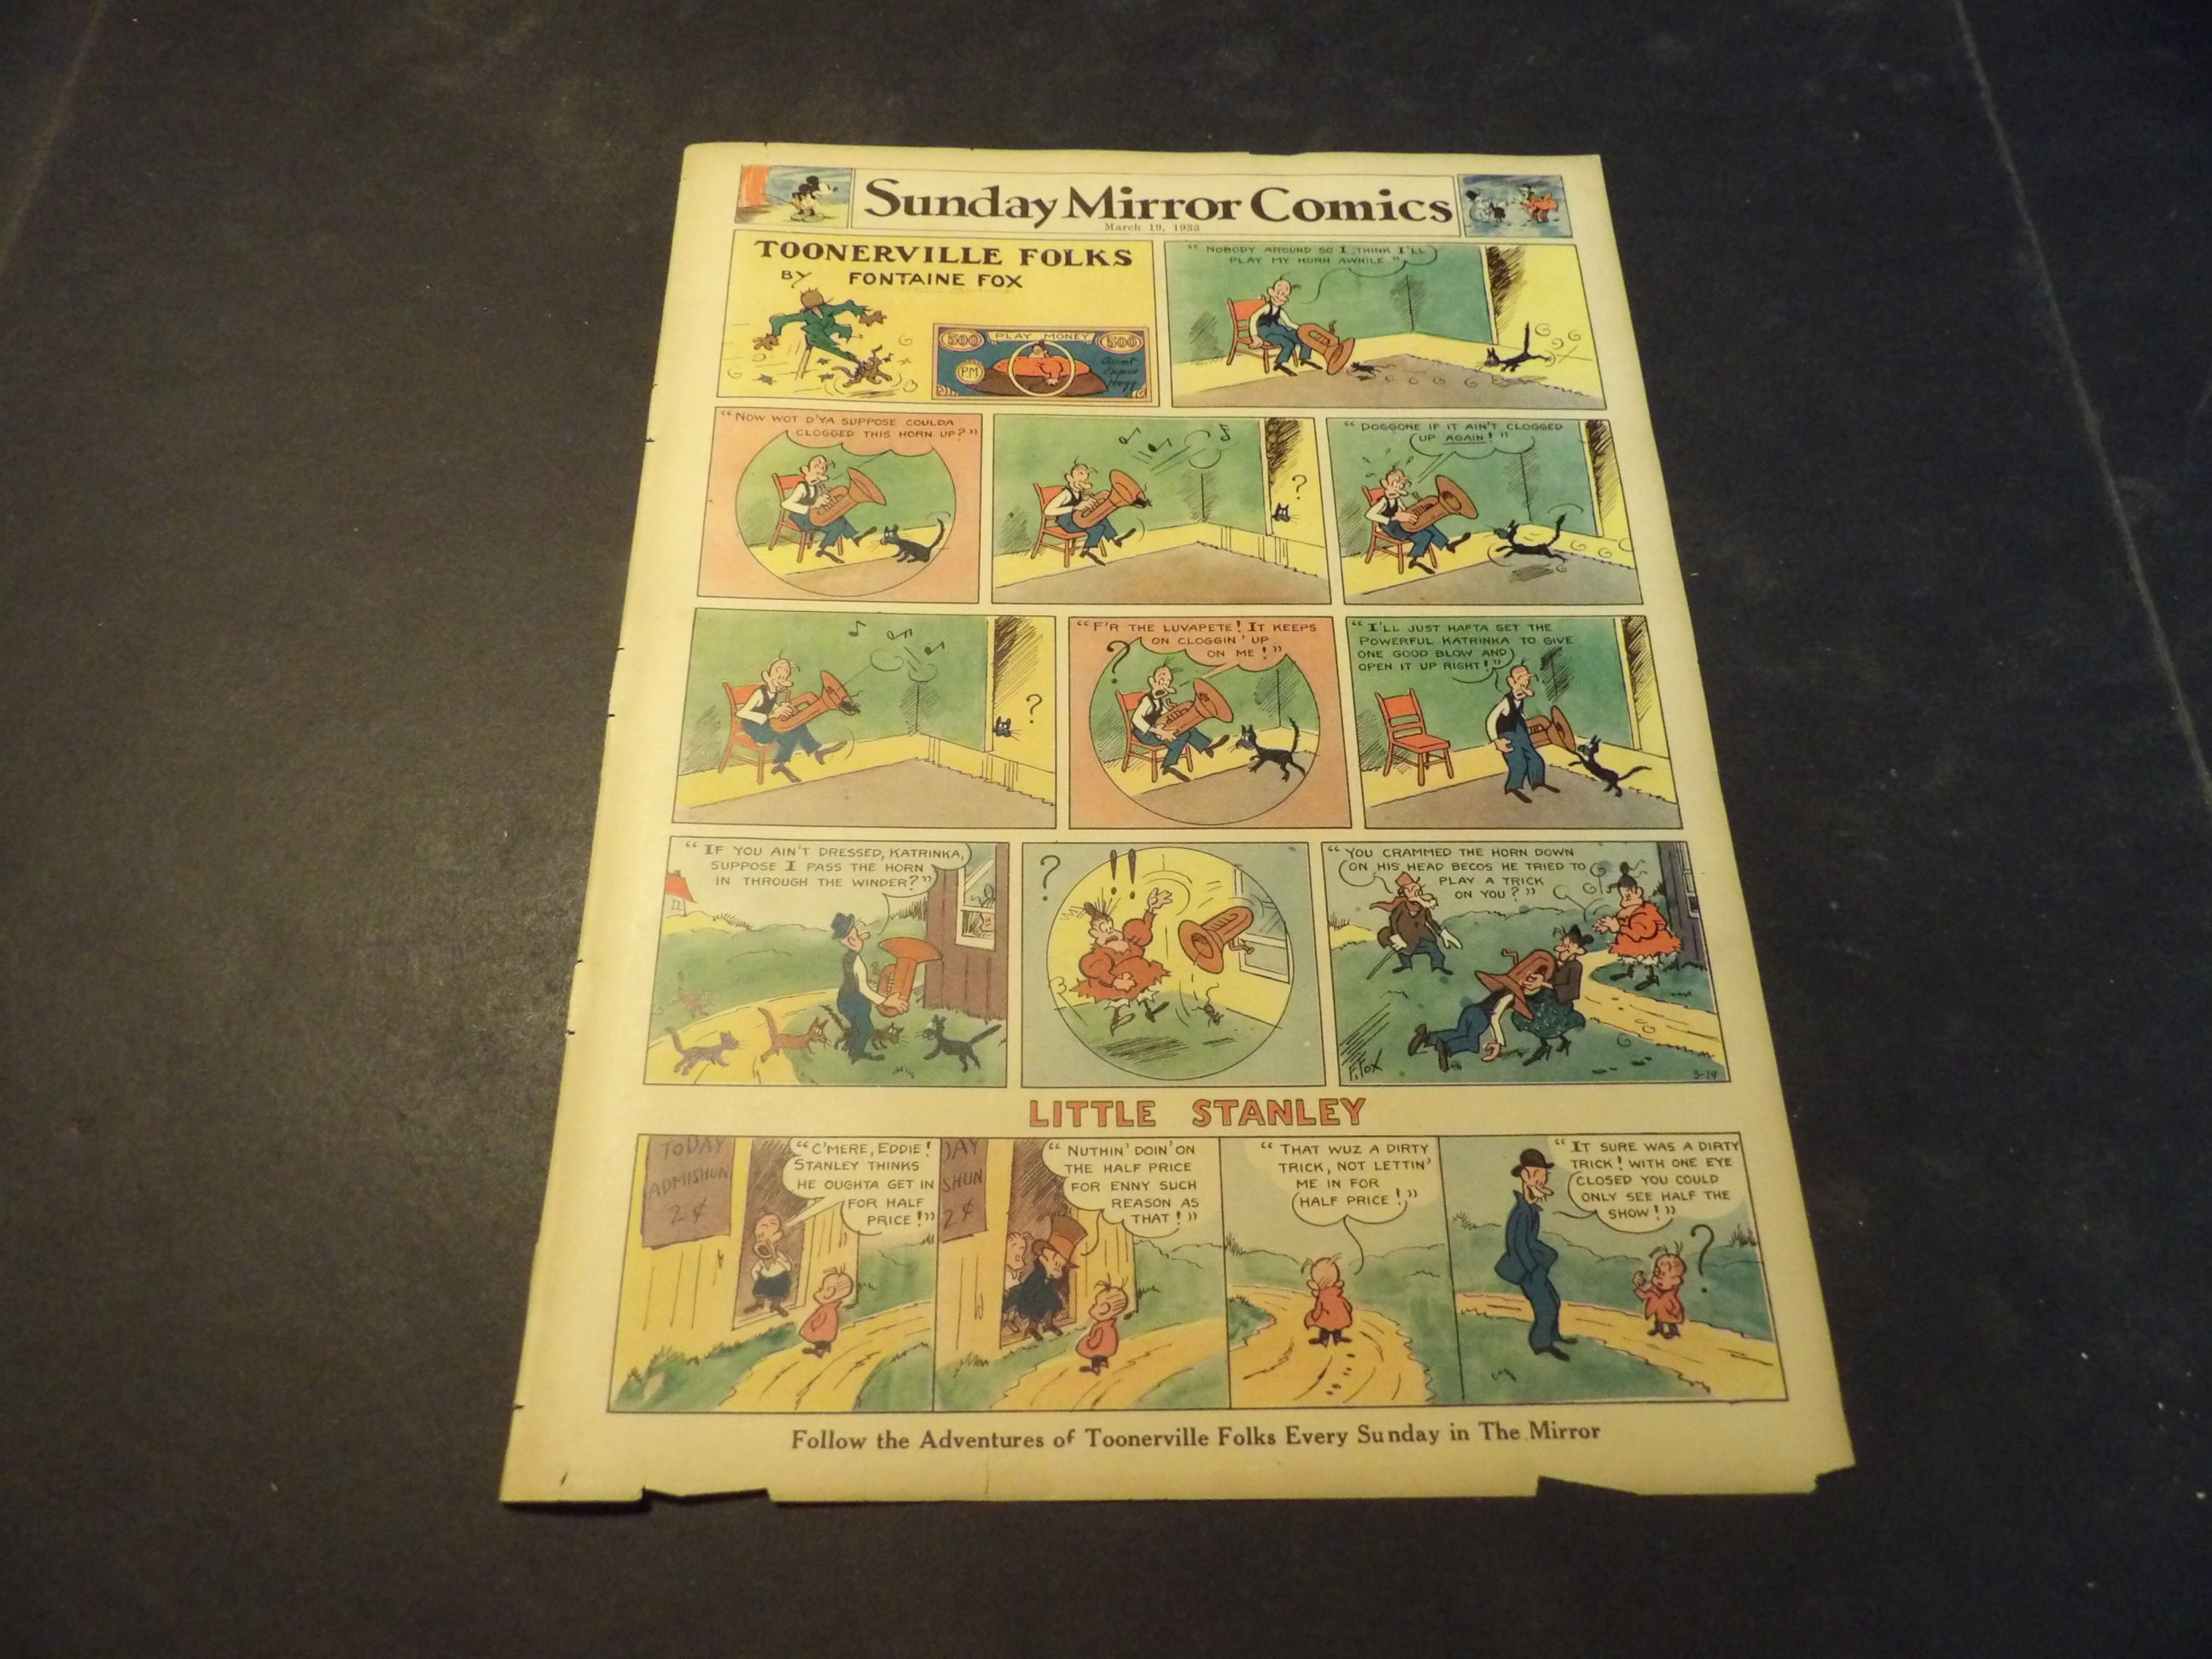 Sunday Mirror Comics
March 19, 1933
TOONERVILLE FOLKS
BY FONTAINE FOX
500 PLAY MONEY 500
P.M
Aunt
Eppie
Hogg
“NOBODY AROUND SO I THINK I'LL
PLAY MY HORN AWHILE”
“NOW WOT D'YA SUPPOSE COULDA
CLOGGED THIS HORN UP?”
?
“DOGGONE IF IT AIN'T CLOGGED
UP AGAIN!”
?
“F'R THE LUVAPETE! IT KEEPS
ON CLOGGIN' UP
ON ME!”
?
“I'LL JUST HAFTA GET THE
POWERFUL KATRINKA TO GIVE
ONE GOOD BLOW AND
OPEN IT UP RIGHT!”
“IF YOU AIN'T DRESSED, KATRINKA,
SUPPOSE I PASS THE HORN
IN THROUGH THE WINDER?”
? !!
“YOU CRAMMED THE HORN DOWN
ON HIS HEAD BECOS HE TRIED TO
PLAY A TRICK
ON YOU?”
F. FOX
3-19
LITTLE STANLEY
TODAY
ADMISHUN
2¢
“C'MERE, EDDIE!
STANLEY THINKS
HE OUGHTA GET IN
FOR HALF
PRICE!”
DAY
SHUN
2¢
“NUTHIN' DOIN' ON
THE HALF PRICE
FOR ENNY SUCH
REASON AS
THAT!”
“THAT WUZ A DIRTY
TRICK, NOT LETTIN'
ME IN FOR
HALF PRICE!”
“IT SURE WAS A DIRTY
TRICK! WITH ONE EYE
CLOSED YOU COULD
ONLY SEE HALF THE
SHOW!”
?
Follow the Adventures of Toonerville Folks Every Sunday in The Mirror